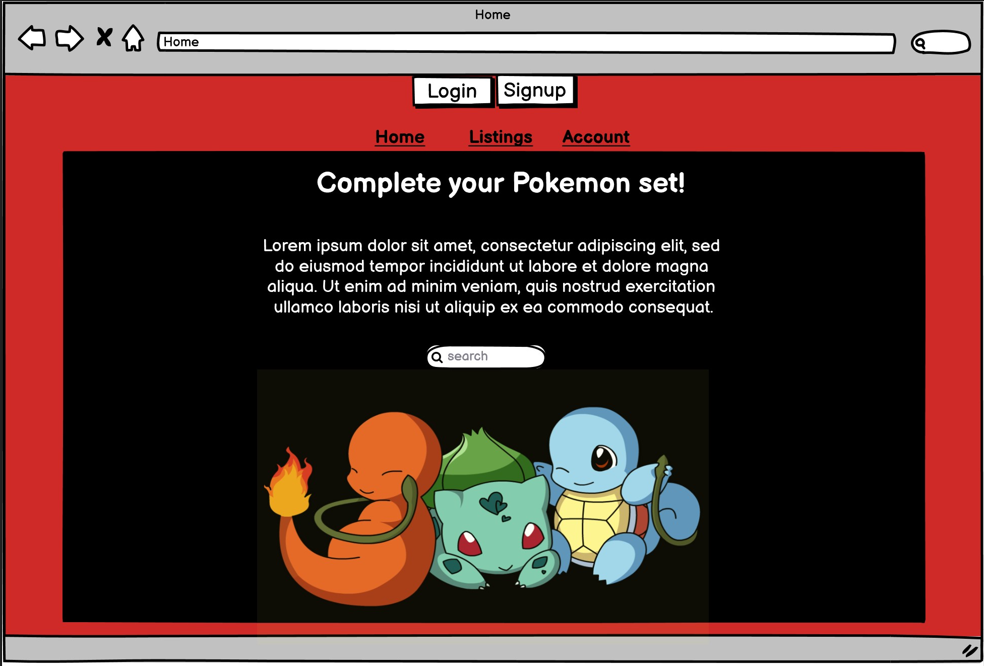 Home
Home
Login Signup
Home Listings Account
Complete your Pokemon set!
Lorem ipsum dolor sit amet, consectetur adipiscing elit, sed
do eiusmod tempor incididunt ut labore et dolore magna
aliqua. Ut enim ad minim veniam, quis nostrud exercitation
ullamco laboris nisi ut aliquip ex ea commodo consequat.
search